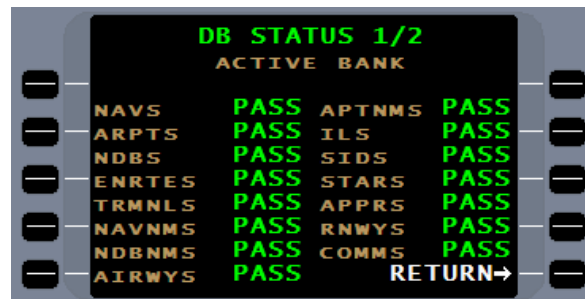 DB STATUS 1/2
ACTIVE BANK
NAVS PASS APTNMS PASS
ARPTS PASS ILS PASS
NDBS PASS SIDS PASS
ENRTES PASS STARS PASS
TRMNLS PASS APPRS PASS
NAVNMS PASS RNWYS PASS
NDBNMS PASS COMMS PASS
AIRWYS PASS RETURN→